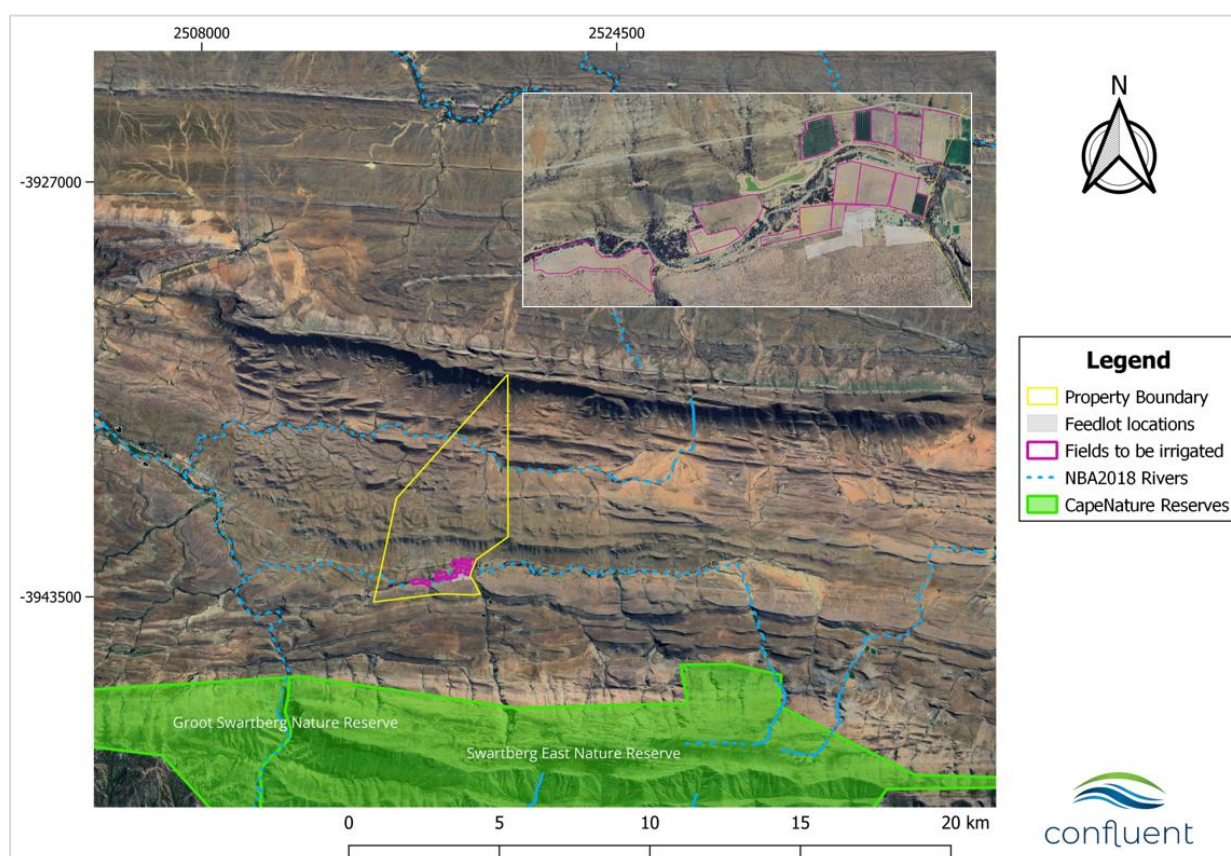 2508000
2524500
N
-3927000
-3943500
Groot Swartberg Nature Reserve
Swartberg East Nature Reserve
Legend
Property Boundary
Feedlot locations
Fields to be irrigated
NBA2018 Rivers
CapeNature Reserves
0 5 10 15 20 km
confluent